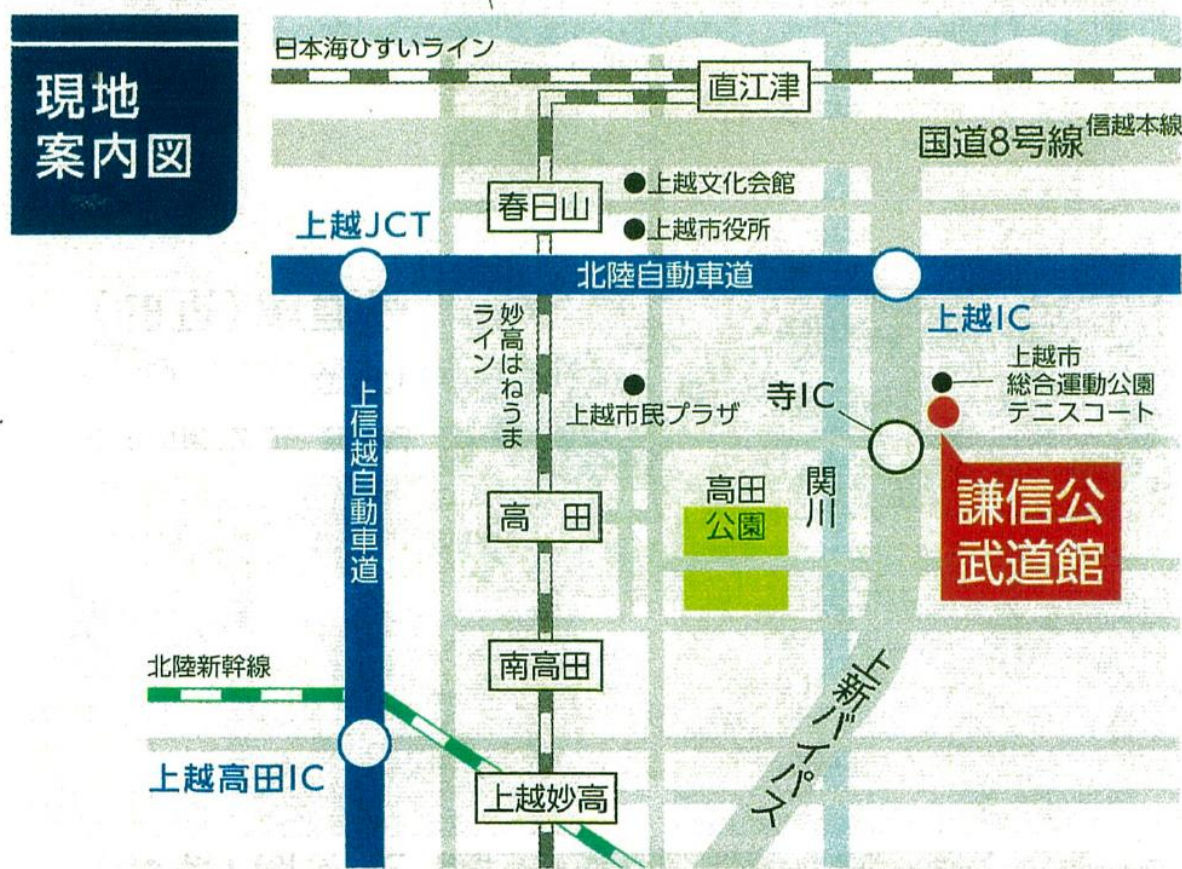 現地
案内図
日本海ひすいライン
直江津
国道8号線
信越本線
春日山
上越文化会館
上越市役所
上越JCT
北陸自動車道
上越IC
妙高はねうま
ライン
上越市
総合運動公園
テニスコート
上越市民プラザ
寺IC
上信越自動車道
高田
高田
公園
関川
謙信公
武道館
北陸新幹線
南高田
上新バイパス
上越高田IC
上越妙高